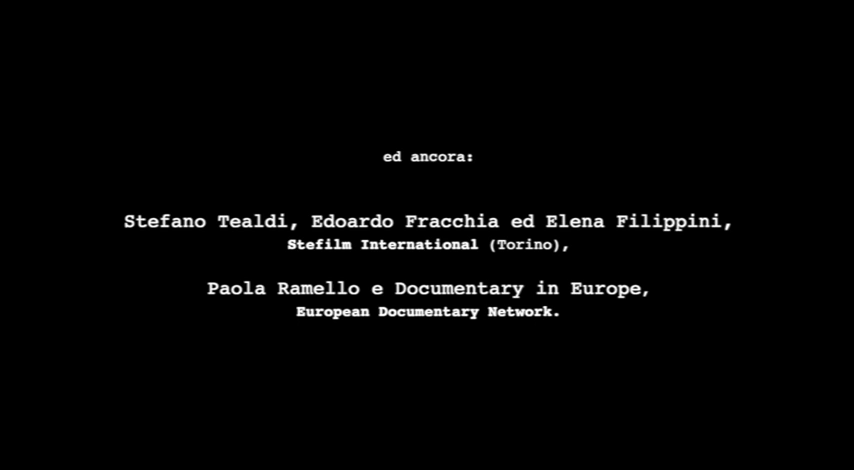 ed ancora:
Stefano Tealdi, Edoardo Fracchia ed Elena Filippini,
Stefilm International (Torino),
Paola Ramello e Documentary in Europe,
European Documentary Network.